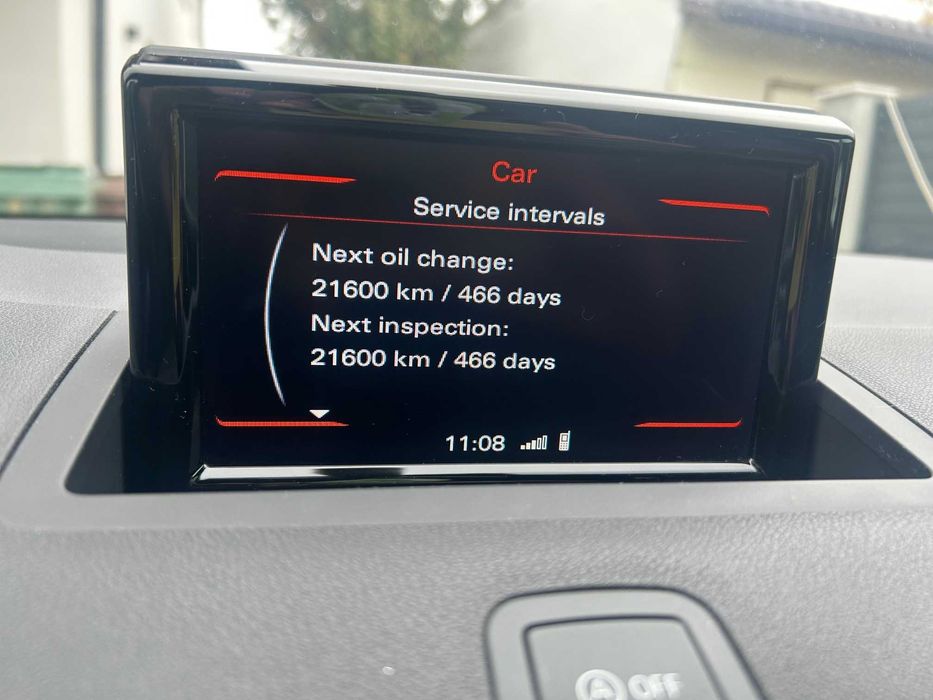 Car
Service intervals
Next oil change:
21600 km / 466 days
Next inspection:
21600 km / 466 days
11:08
A OFF